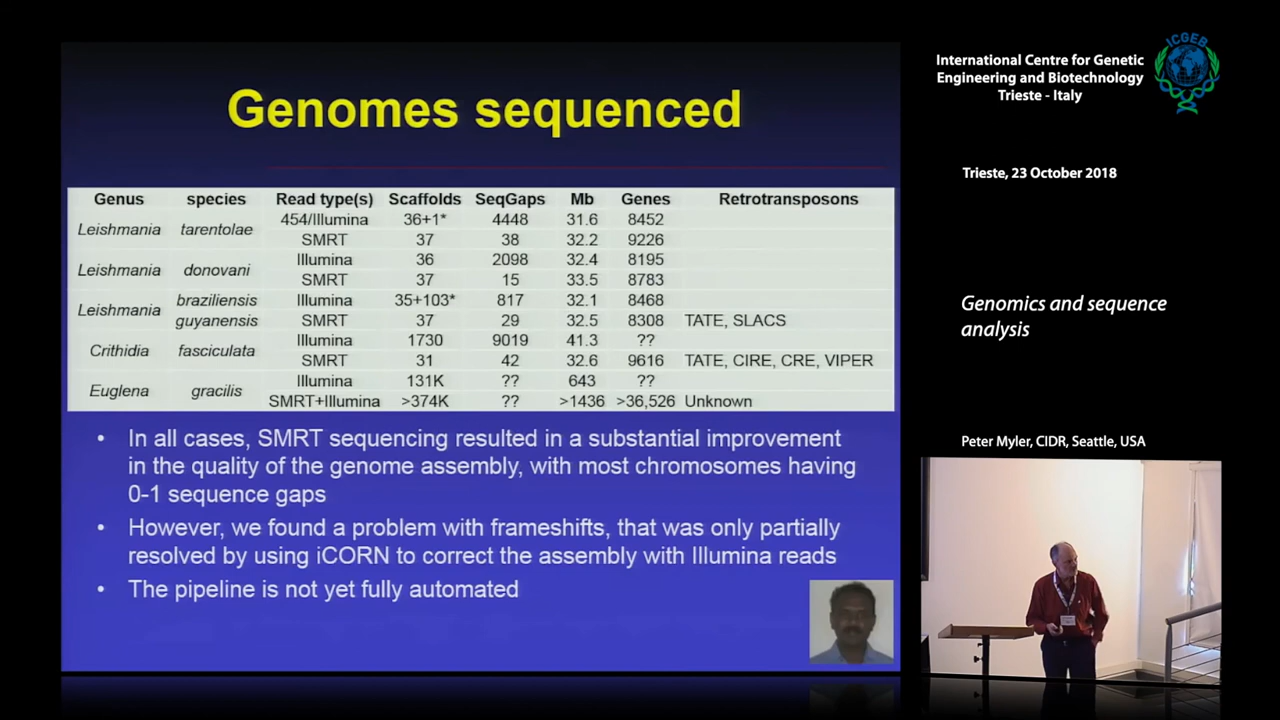 Genomes sequenced
Genus species Read type(s) Scaffolds SeqGaps Mb Genes Retrotransposons
Leishmania tarentolae 454/Illumina 36+1* 4448 31.6 8452
SMRT 37 38 32.2 9226
Leishmania donovani Illumina 36 2098 32.4 8195
SMRT 37 15 33.5 8783
Leishmania braziliensis Illumina 35+103* 817 32.1 8468
guyanensis SMRT 37 29 32.5 8308 TATE, SLACS
Crithidia fasciculata Illumina 1730 9019 41.3 ??
SMRT 31 42 32.6 9616 TATE, CIRE, CRE, VIPER
Euglena gracilis Illumina 131K ?? 643 ??
SMRT+Illumina >374K ?? >1436 >36,526 Unknown
• In all cases, SMRT sequencing resulted in a substantial improvement
in the quality of the genome assembly, with most chromosomes having
0-1 sequence gaps
• However, we found a problem with frameshifts, that was only partially
resolved by using iCORN to correct the assembly with Illumina reads
• The pipeline is not yet fully automated
International Centre for Genetic
Engineering and Biotechnology
Trieste - Italy
ICGEB
Trieste, 23 October 2018
Genomics and sequence
analysis
Peter Myler, CIDR, Seattle, USA